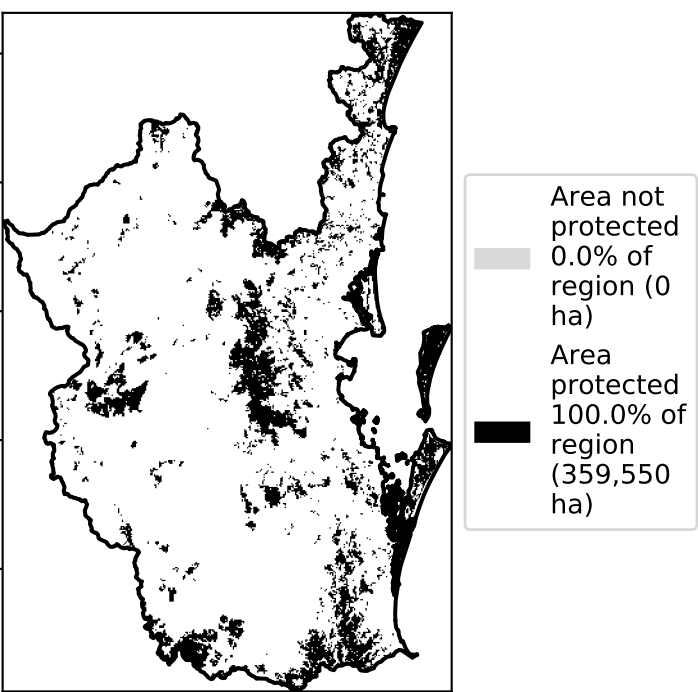 Area not
protected
0.0% of
region (0
ha)
Area
protected
100.0% of
region
(359,550
ha)